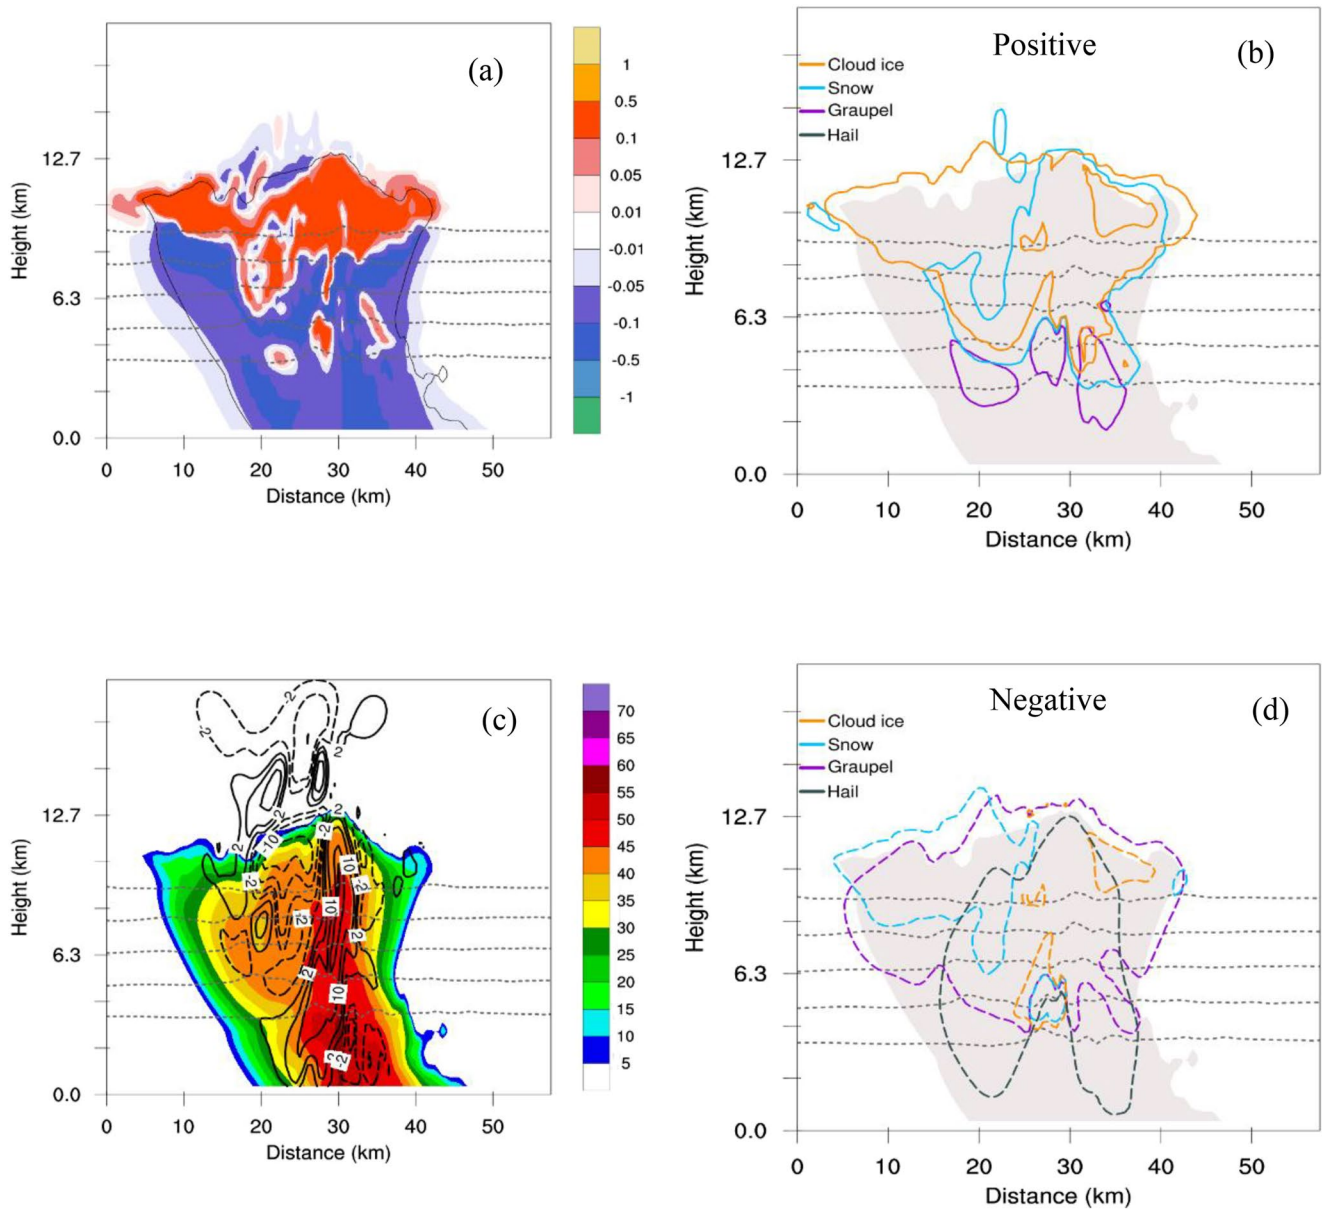 (a)
1
0.5
0.1
0.05
0.01
-0.01
-0.05
-0.1
-0.5
-1
12.7
6.3
0.0
Height (km)
0 10 20 30 40 50
Distance (km)
Positive
(b)
Cloud ice
Snow
Graupel
Hail
12.7
6.3
0.0
Height (km)
0 10 20 30 40 50
Distance (km)
(c)
70
65
60
55
50
45
40
35
30
25
20
15
10
5
12.7
6.3
0.0
Height (km)
0 10 20 30 40 50
Distance (km)
Negative
(d)
Cloud ice
Snow
Graupel
Hail
12.7
6.3
0.0
Height (km)
0 10 20 30 40 50
Distance (km)